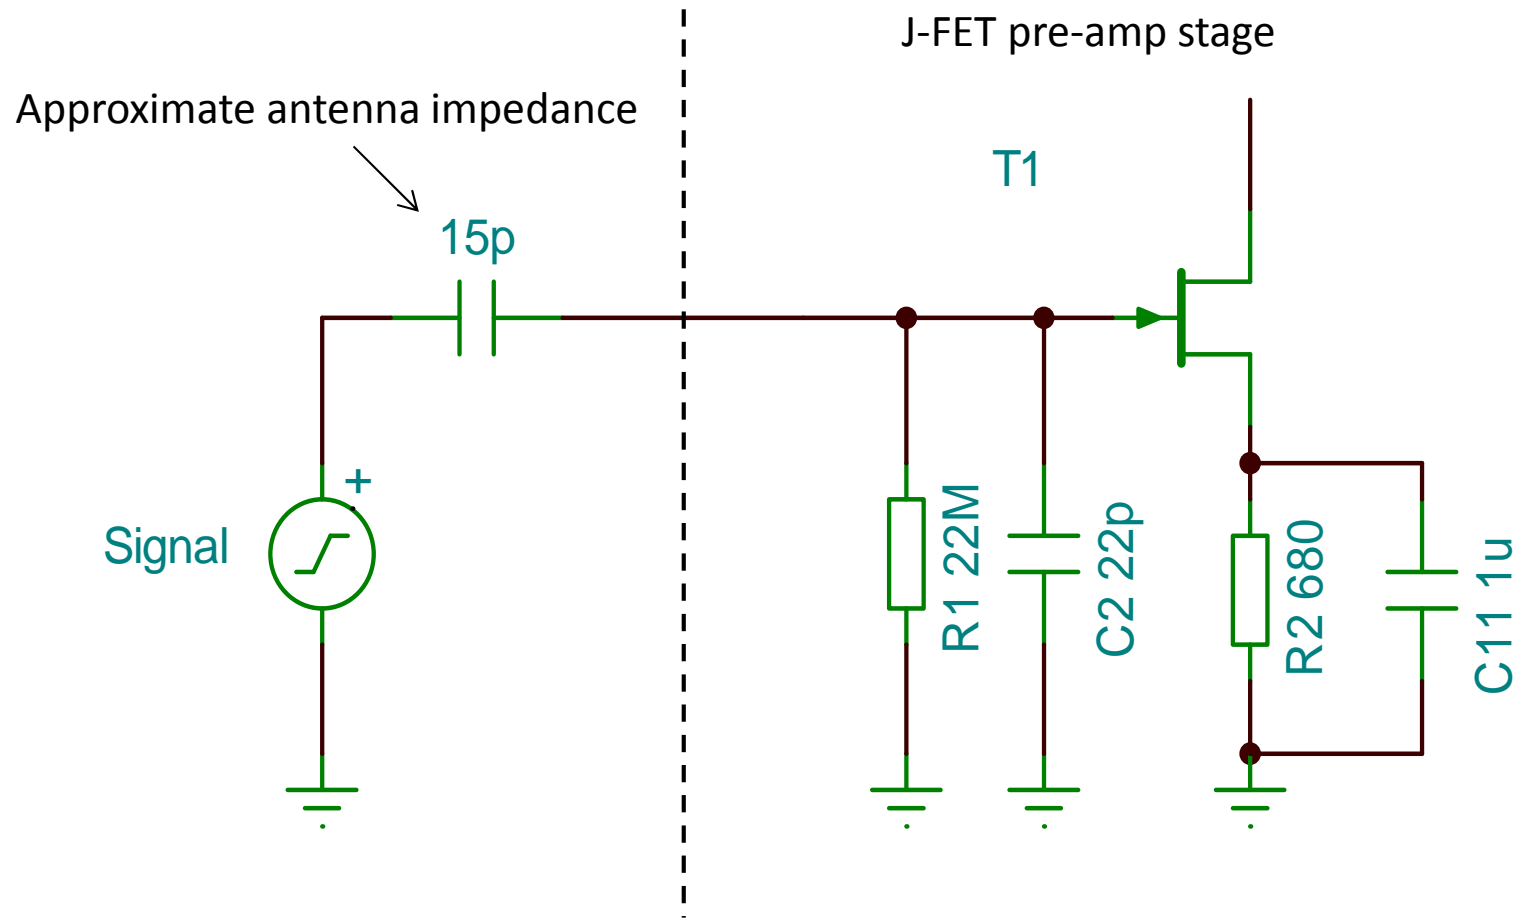 J-FET pre-amp stage
Approximate antenna impedance
T1
15p
+
Signal
R1 22M
C2 22p
R2 680
C11 1u